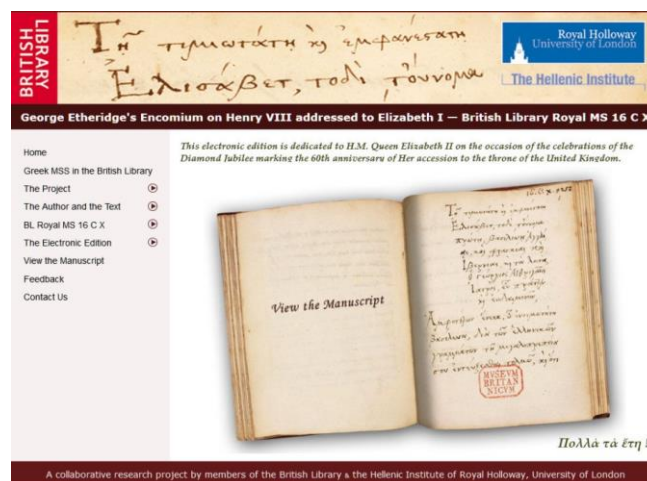 BRITISH
LIBRARY
Τῇ τιμιωτάτῃ ϗ ἐμφανεσάτῃ
Ἐλισάβετ, τοδὶ τοὔνομα
Royal Holloway
University of London
The Hellenic Institute
George Etheridge's Encomium on Henry VIII addressed to Elizabeth I — British Library Royal MS 16 C X
Home
Greek MSS in the British Library
The Project
The Author and the Text
BL Royal MS 16 C X
The Electronic Edition
View the Manuscript
Feedback
Contact Us
This electronic edition is dedicated to H.M. Queen Elizabeth II on the occasion of the celebrations of the
Diamond Jubilee marking the 60th anniversary of Her accession to the throne of the United Kingdom.
View the Manuscript
Ἐλισάβετ, τοδὶ τοὔνομα
MVSEVM
BRITAN
NICVM
Πολλὰ τὰ ἔτη
A collaborative research project by members of the British Library & the Hellenic Institute of Royal Holloway, University of London